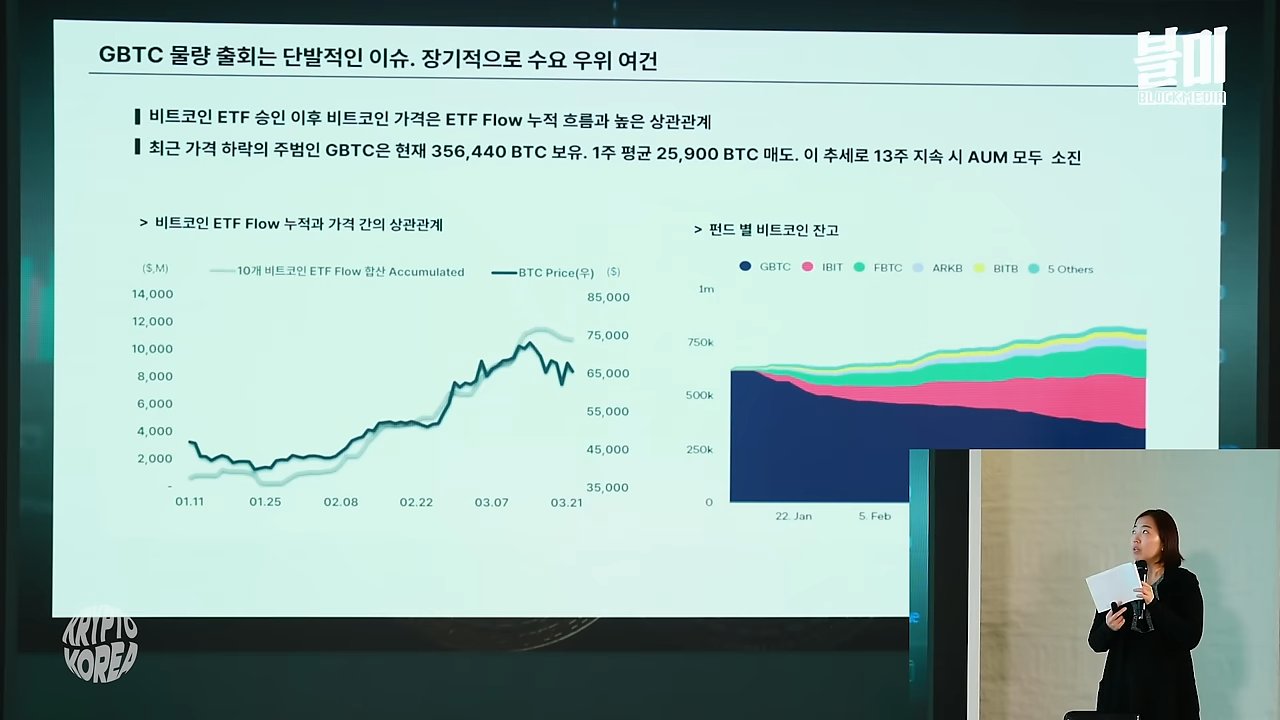 GBTC 물량 출회는 단발적인 이슈. 장기적으로 수요 우위 여건
블미
BLOCKMEDIA
비트코인 ETF 승인 이후 비트코인 가격은 ETF Flow 누적 흐름과 높은 상관관계
최근 가격 하락의 주범인 GBTC은 현재 356,440 BTC 보유. 1주 평균 25,900 BTC 매도. 이 추세로 13주 지속 시 AUM 모두 소진
> 비트코인 ETF Flow 누적과 가격 간의 상관관계
($,M)
10개 비트코인 ETF Flow 합산 Accumulated
BTC Price(우)
($)
14,000
12,000
10,000
8,000
6,000
4,000
2,000
-
85,000
75,000
65,000
55,000
45,000
35,000
01.11 01.25 02.08 02.22 03.07 03.21
> 펀드 별 비트코인 잔고
GBTC IBIT FBTC ARKB BITB 5 Others
1m
750k
500k
250k
0
22. Jan 5. Feb
KRYPTO
KOREA